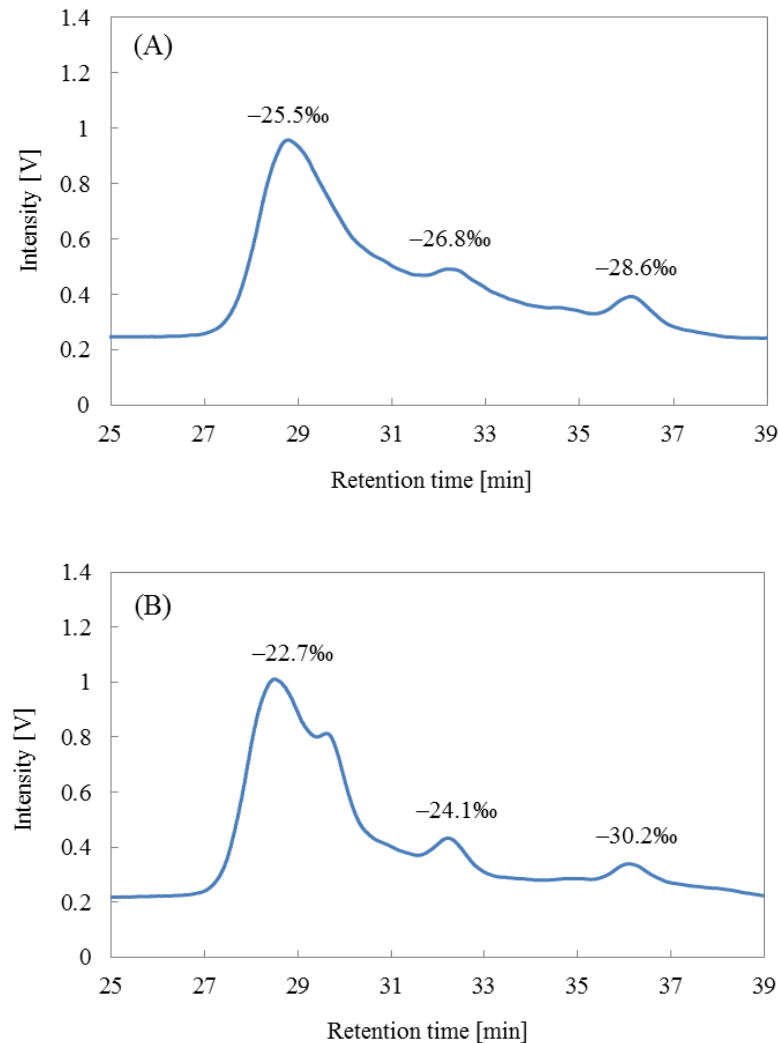 1.4
(A)
1.2
−25.5‰
1
0.8
−26.8‰
0.6
−28.6‰
0.4
0.2
0
Intensity [V]
25 27 29 31 33 35 37 39
Retention time [min]
1.4
(B)
1.2
−22.7‰
1
0.8
0.6
−24.1‰
−30.2‰
0.4
0.2
0
Intensity [V]
25 27 29 31 33 35 37 39
Retention time [min]